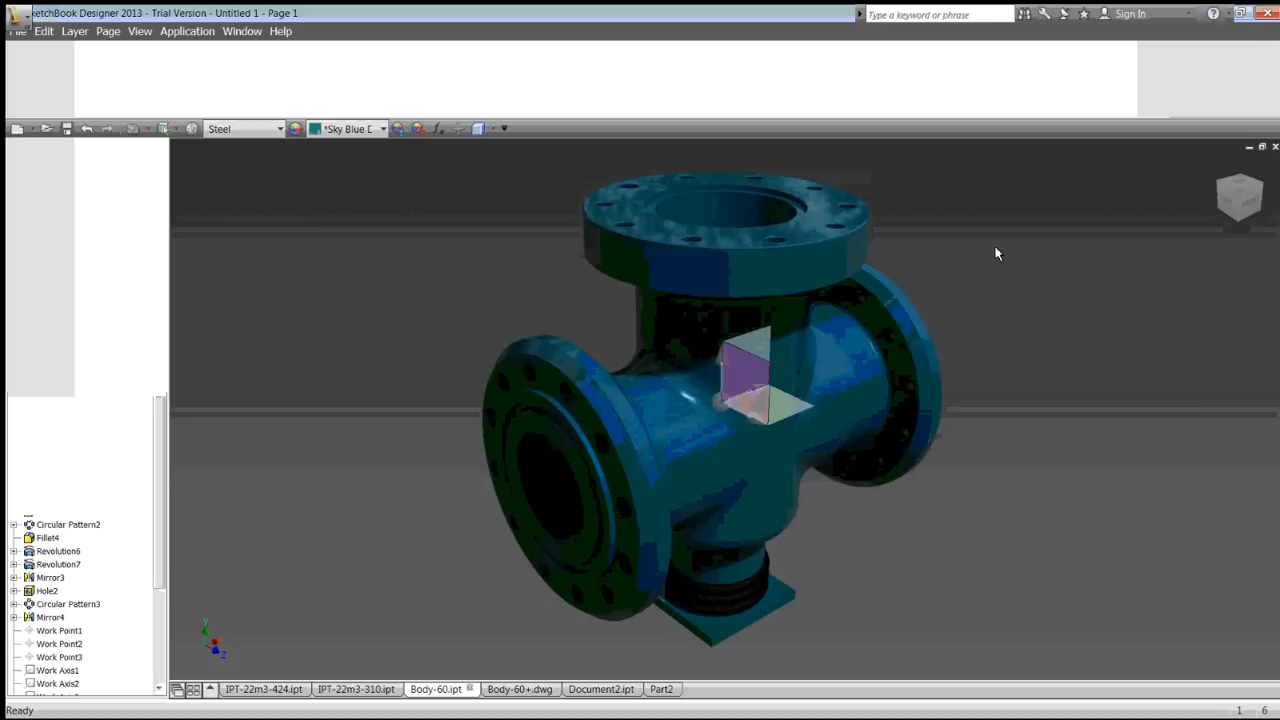 ketchBook Designer 2013 - Trial Version - Untitled 1 - Page 1
Type a keyword or phrase
Sign In
File Edit Layer Page View Application Window Help
Steel
*Sky Blue D
Circular Pattern2
Fillet4
Revolution6
Revolution7
Mirror3
Hole2
Circular Pattern3
Mirror4
Work Point1
Work Point2
Work Point3
Work Axis1
Work Axis2
Y
Z
IPT-22m3-424.ipt IPT-22m3-310.ipt Body-60.ipt Body-60+.dwg Document2.ipt Part2
Ready
1 6